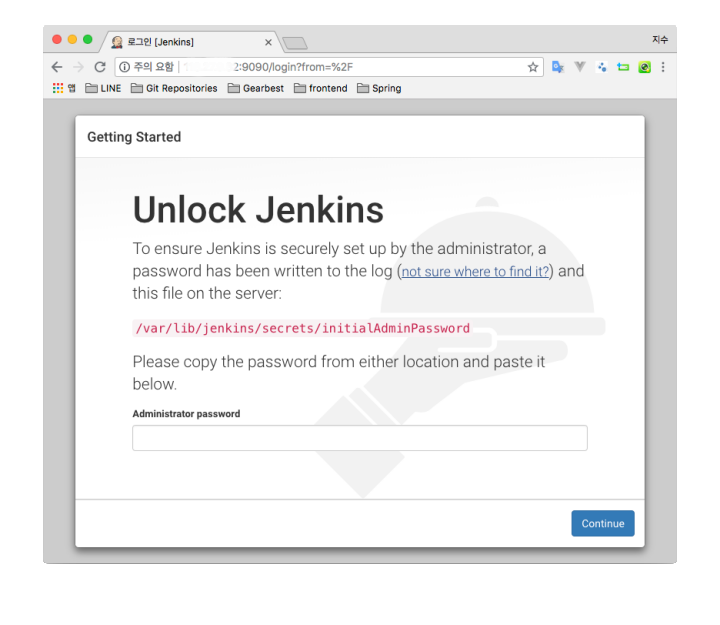 로그인 [Jenkins]
지수
주의 요함 | 2:9090/login?from=%2F
앱 LINE Git Repositories Gearbest frontend Spring
Getting Started
Unlock Jenkins
To ensure Jenkins is securely set up by the administrator, a
password has been written to the log (not sure where to find it?) and
this file on the server:
/var/lib/jenkins/secrets/initialAdminPassword
Please copy the password from either location and paste it
below.
Administrator password
Continue